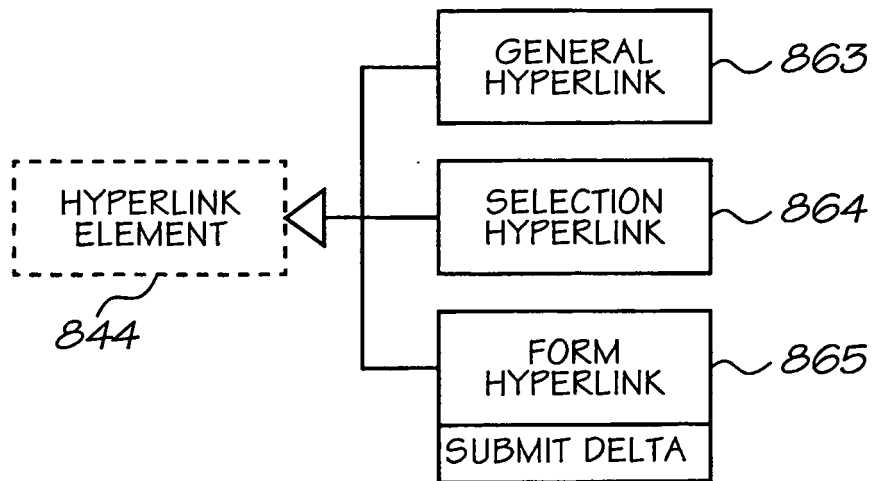 GENERAL
HYPERLINK
863
HYPERLINK
ELEMENT
844
SELECTION
HYPERLINK
864
FORM
HYPERLINK
865
SUBMIT DELTA